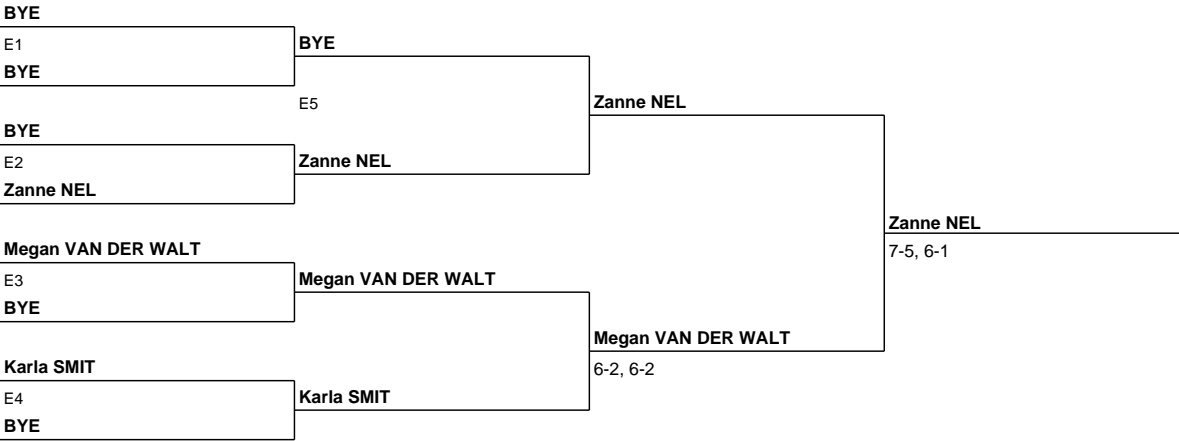 BYE
E1
BYE
BYE
E5
Zanne NEL
BYE
E2
Zanne NEL
Zanne NEL
Zanne NEL
7-5, 6-1
Megan VAN DER WALT
E3
Megan VAN DER WALT
BYE
Megan VAN DER WALT
6-2, 6-2
Karla SMIT
E4
Karla SMIT
BYE